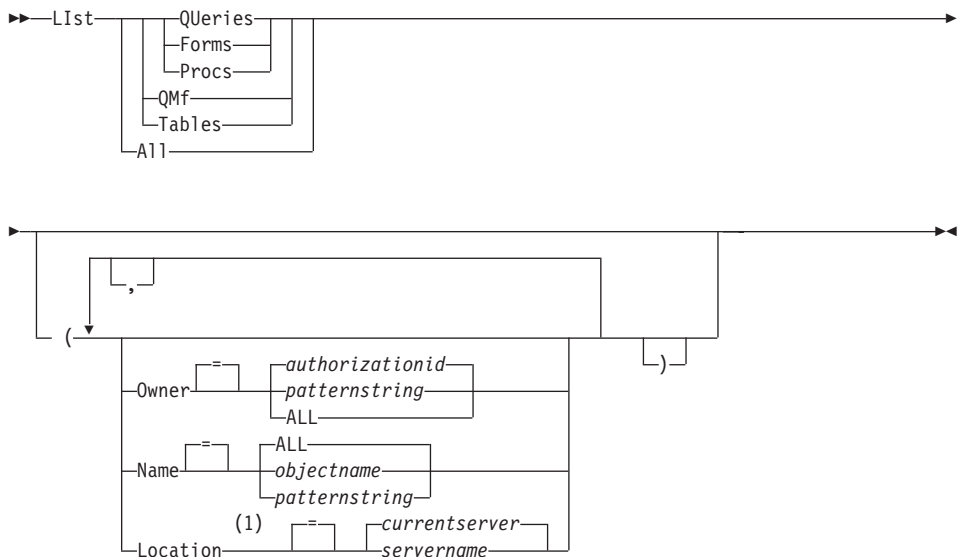 LIst QUeries
Forms
Procs
QMf
Tables
All
,
(
)
= authorizationid
Owner patternstring
ALL
= ALL
Name objectname
patternstring
(1) = currentserver
Location servername